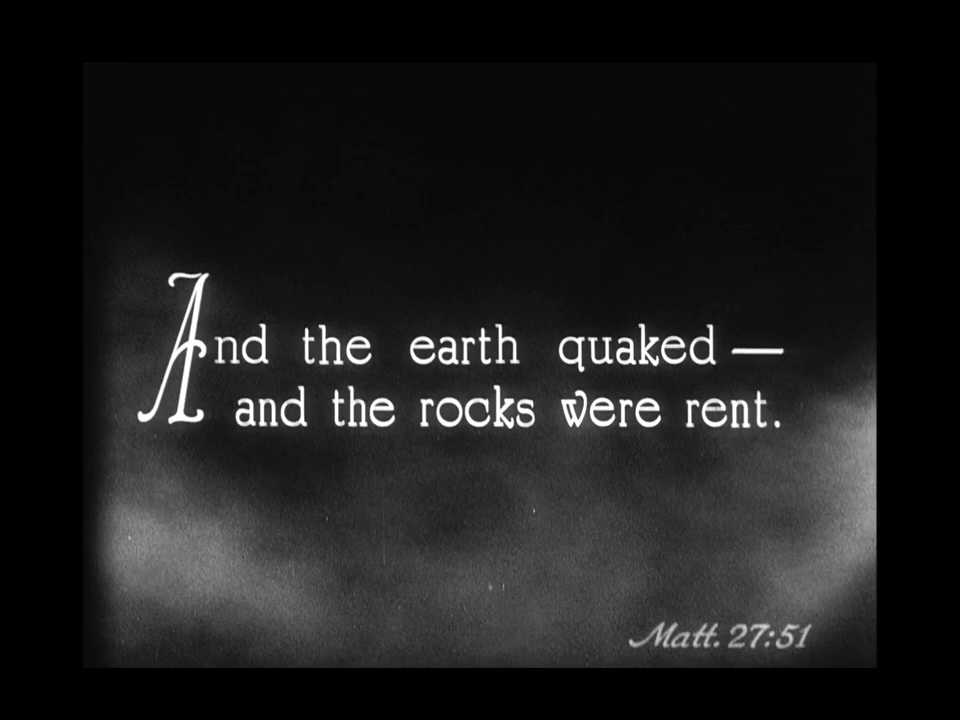 And the earth quaked —
and the rocks were rent.
Matt. 27:51